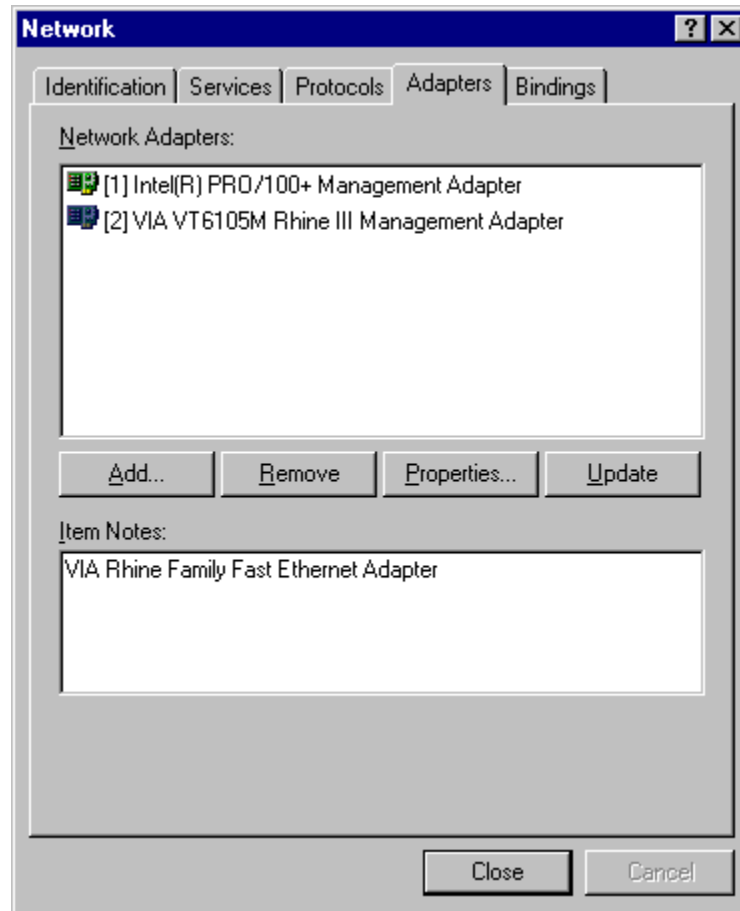 Network
Identification Services Protocols Adapters Bindings
Network Adapters:
[1] Intel(R) PRO/100+ Management Adapter
[2] VIA VT6105M Rhine III Management Adapter
Add... Remove Properties... Update
Item Notes:
VIA Rhine Family Fast Ethernet Adapter
Close Cancel